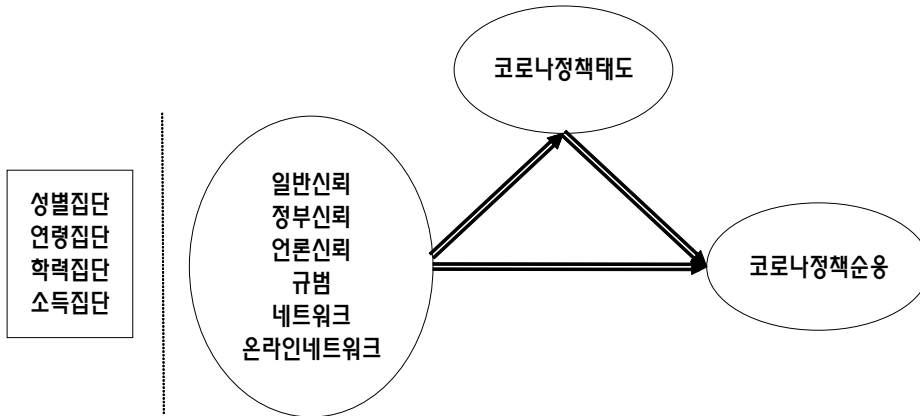 코로나정책태도
성별집단
연령집단
학력집단
소득집단
일반신뢰
정부신뢰
언론신뢰
규범
네트워크
온라인네트워크
코로나정책순응